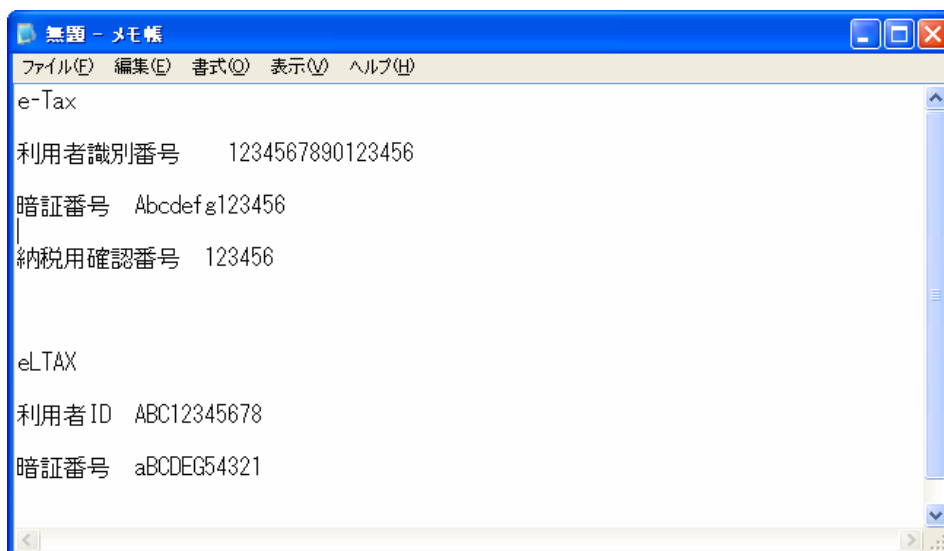 無題 - メモ帳
ファイル(F) 編集(E) 書式(O) 表示(V) ヘルプ(H)
e-Tax
利用者識別番号　　1234567890123456
暗証番号　Abcdefg123456
納税用確認番号　123456
eLTAX
利用者ID　ABC12345678
暗証番号　aBCDEG54321